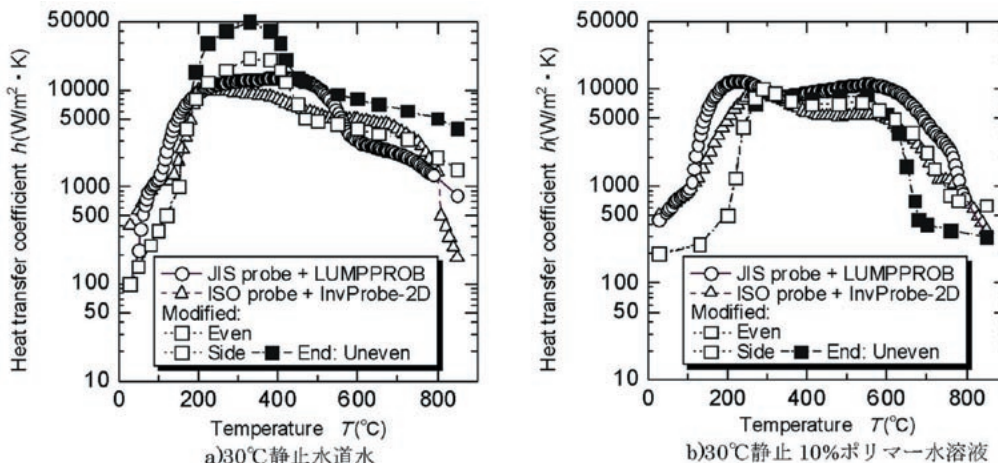 Heat transfer coefficient h(W/m²・K)
50000
10000
5000
1000
500
100
50
10
JIS probe + LUMPPROB
ISO probe + InvProbe-2D
Modified:
Even
Side End: Uneven
0 200 400 600 800
Temperature T(℃)
a)30℃静止水道水
Heat transfer coefficient h(W/m²・K)
50000
10000
5000
1000
500
100
50
10
JIS probe + LUMPPROB
ISO probe + InvProbe-2D
Modified:
Even
Side End: Uneven
0 200 400 600 800
Temperature T(℃)
b)30℃静止 10%ポリマー水溶液